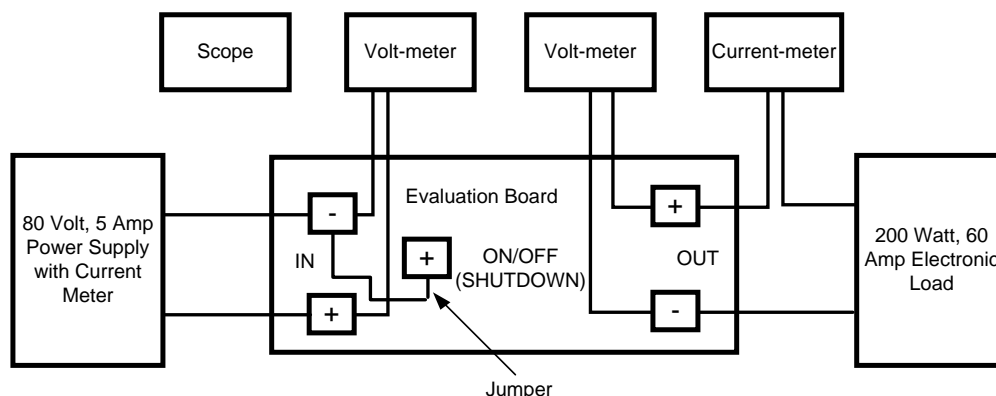 Scope
Volt-meter
Volt-meter
Current-meter
80 Volt, 5 Amp
Power Supply
with Current
Meter
-
Evaluation Board
+
IN
+
ON/OFF
(SHUTDOWN)
OUT
+
-
200 Watt, 60
Amp Electronic
Load
Jumper